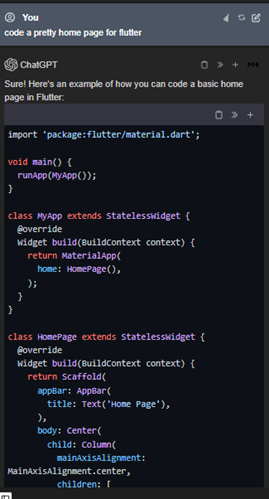 You
code a pretty home page for flutter
ChatGPT
Sure! Here's an example of how you can code a basic home
page in Flutter:
import 'package:flutter/material.dart';
void main() {
  runApp(MyApp());
}
class MyApp extends StatelessWidget {
  @override
  Widget build(BuildContext context) {
    return MaterialApp(
      home: HomePage(),
    );
  }
}
class HomePage extends StatelessWidget {
  @override
  Widget build(BuildContext context) {
    return Scaffold(
      appBar: AppBar(
        title: Text('Home Page'),
      ),
      body: Center(
        child: Column(
          mainAxisAlignment:
MainAxisAlignment.center,
          children: [